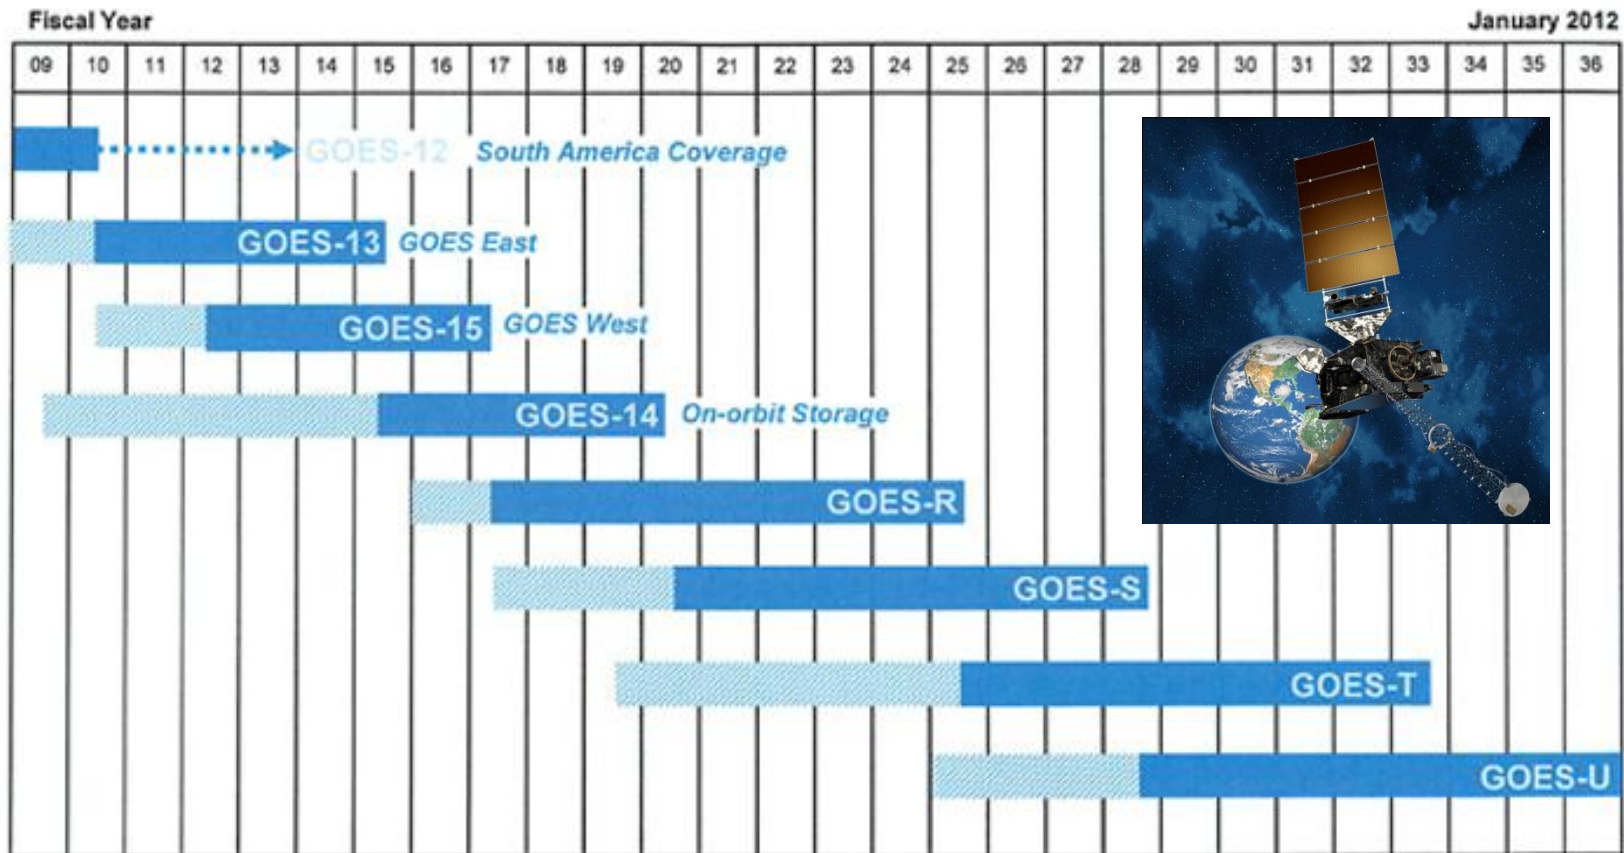 Fiscal Year January 2012
09 10 11 12 13 14 15 16 17 18 19 20 21 22 23 24 25 26 27 28 29 30 31 32 33 34 35 36
GOES-12 South America Coverage
GOES-13 GOES East
GOES-15 GOES West
GOES-14 On-orbit Storage
GOES-R
GOES-S
GOES-T
GOES-U